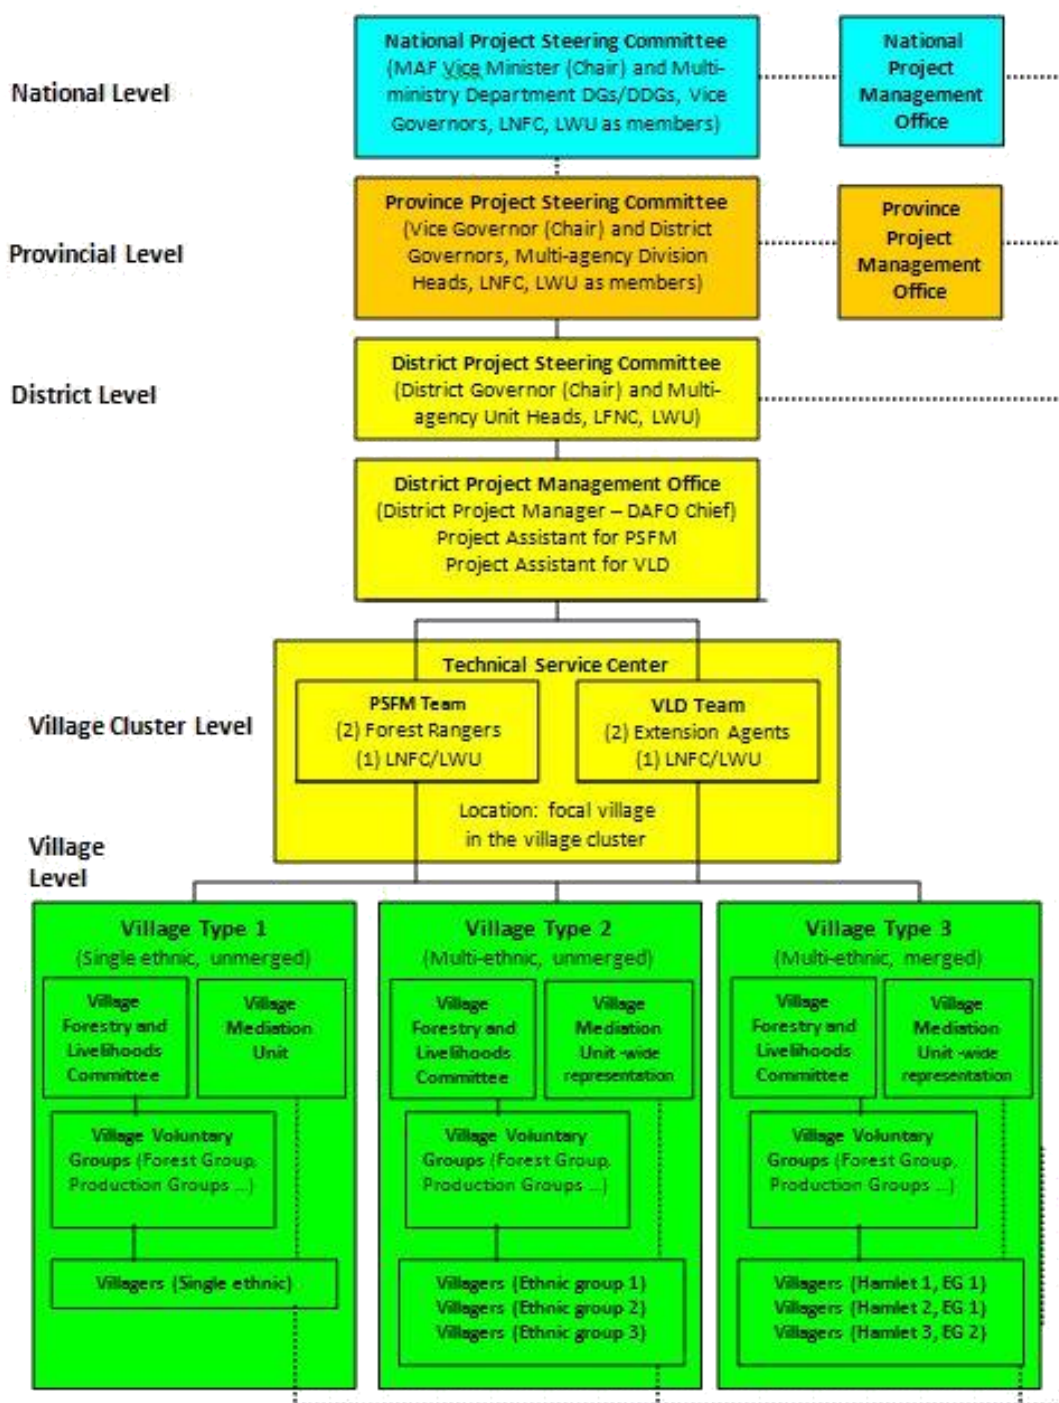 National Level
National Project Steering Committee
(MAF Vice Minister (Chair) and Multi-
ministry Department DGs/DDGs, Vice
Governors, LNFC, LWU as members)
National
Project
Management
Office
Provincial Level
Province Project Steering Committee
(Vice Governor (Chair) and District
Governors, Multi-agency Division
Heads, LNFC, LWU as members)
Province
Project
Management
Office
District Level
District Project Steering Committee
(District Governor (Chair) and Multi-
agency Unit Heads, LFNC, LWU)
District Project Management Office
(District Project Manager – DAFO Chief)
Project Assistant for PSFM
Project Assistant for VLD
Village Cluster Level
Technical Service Center
PSFM Team
(2) Forest Rangers
(1) LNFC/LWU
VLD Team
(2) Extension Agents
(1) LNFC/LWU
Location: focal village
in the village cluster
Village
Level
Village Type 1
(Single ethnic, unmerged)
Village
Forestry and
Livelihoods
Committee
Village
Mediation
Unit
Village Voluntary
Groups (Forest Group,
Production Groups ...)
Villagers (Single ethnic)
Village Type 2
(Multi-ethnic, unmerged)
Village
Forestry and
Livelihoods
Committee
Village
Mediation
Unit -wide
representation
Village Voluntary
Groups (Forest Group,
Production Groups ...)
Villagers (Ethnic group 1)
Villagers (Ethnic group 2)
Villagers (Ethnic group 3)
Village Type 3
(Multi-ethnic, merged)
Village
Forestry and
Livelihoods
Committee
Village
Mediation
Unit -wide
representation
Village Voluntary
Groups (Forest Group,
Production Groups ...)
Villagers (Hamlet 1, EG 1)
Villagers (Hamlet 2, EG 1)
Villagers (Hamlet 3, EG 2)